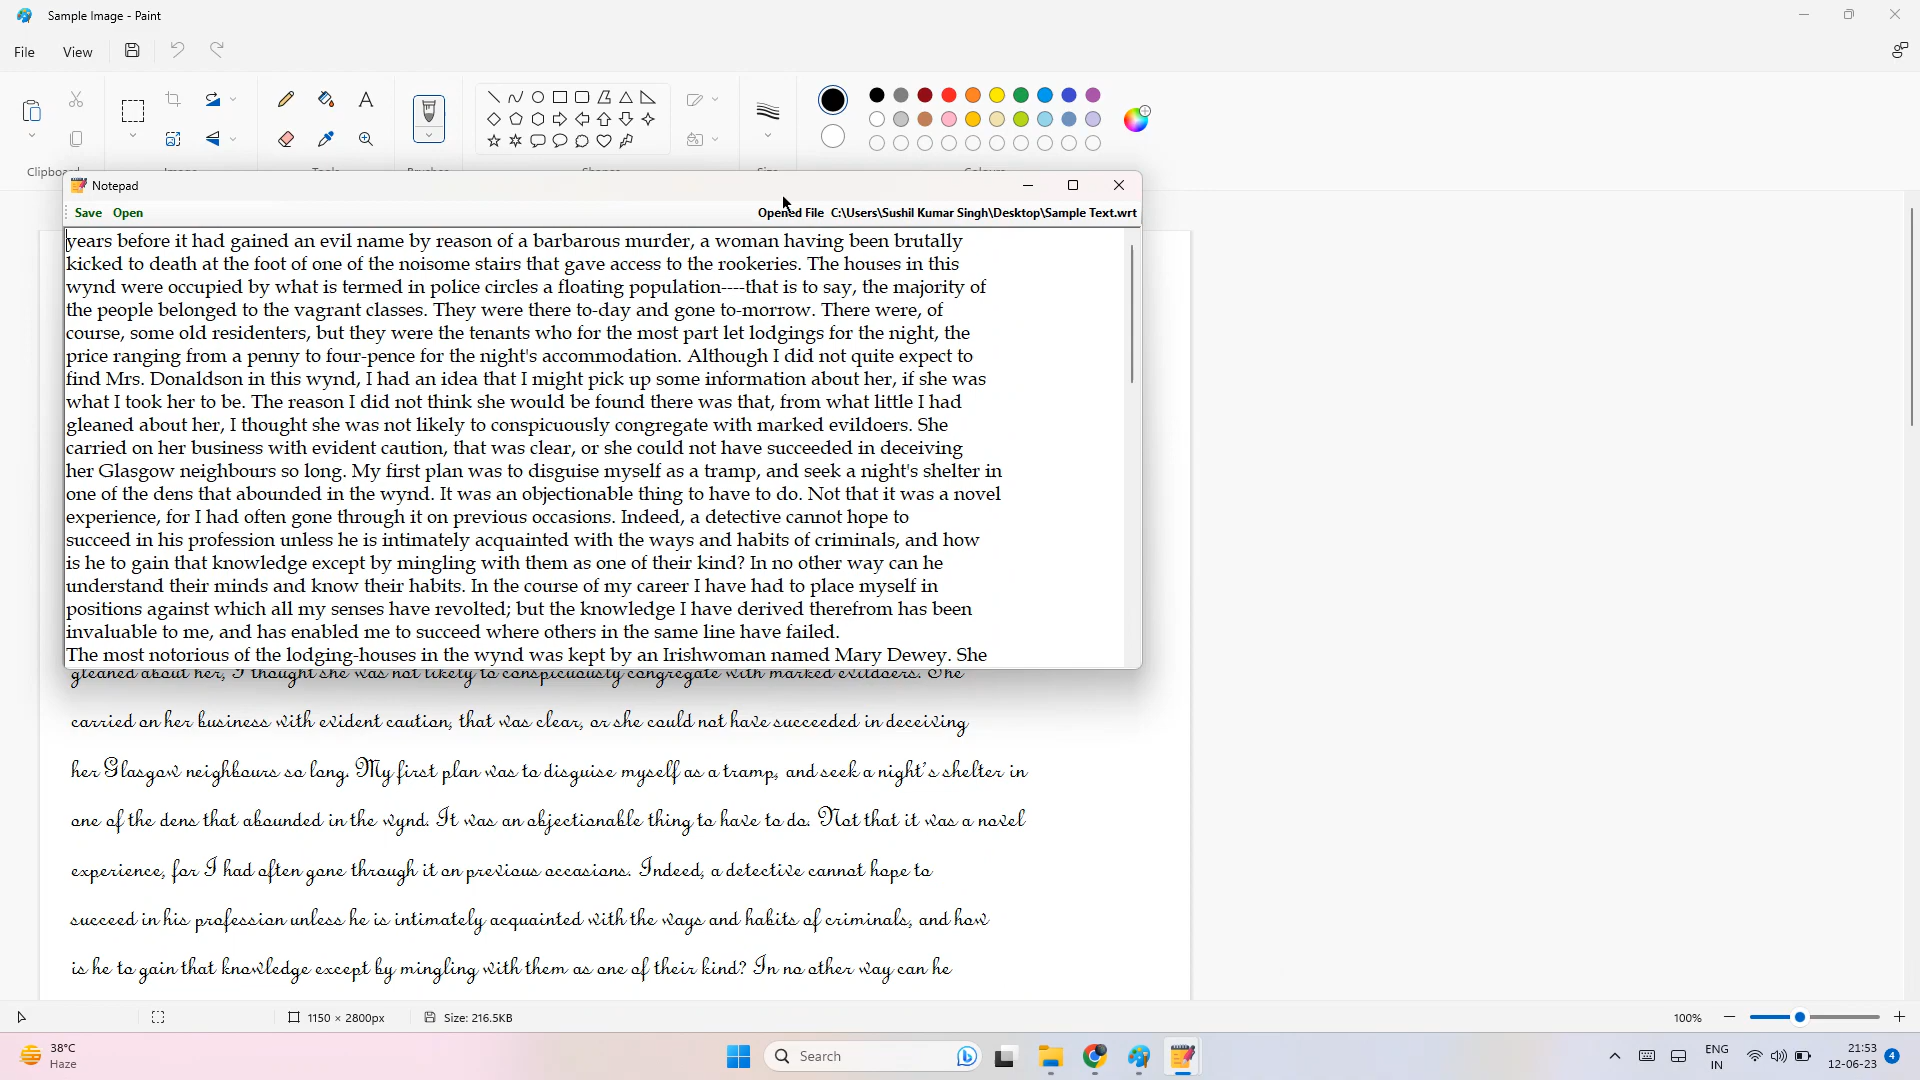 Sample Image - Paint
File View
Clipboard Image Tools Brushes Shapes Size Colours
Notepad
Save Open Opened File C:\Users\Sushil Kumar Singh\Desktop\Sample Text.wrt
years before it had gained an evil name by reason of a barbarous murder, a woman having been brutally
kicked to death at the foot of one of the noisome stairs that gave access to the rookeries. The houses in this
wynd were occupied by what is termed in police circles a floating population----that is to say, the majority of
the people belonged to the vagrant classes. They were there to-day and gone to-morrow. There were, of
course, some old residenters, but they were the tenants who for the most part let lodgings for the night, the
price ranging from a penny to four-pence for the night's accommodation. Although I did not quite expect to
find Mrs. Donaldson in this wynd, I had an idea that I might pick up some information about her, if she was
what I took her to be. The reason I did not think she would be found there was that, from what little I had
gleaned about her, I thought she was not likely to conspicuously congregate with marked evildoers. She
carried on her business with evident caution, that was clear, or she could not have succeeded in deceiving
her Glasgow neighbours so long. My first plan was to disguise myself as a tramp, and seek a night's shelter in
one of the dens that abounded in the wynd. It was an objectionable thing to have to do. Not that it was a novel
experience, for I had often gone through it on previous occasions. Indeed, a detective cannot hope to
succeed in his profession unless he is intimately acquainted with the ways and habits of criminals, and how
is he to gain that knowledge except by mingling with them as one of their kind? In no other way can he
understand their minds and know their habits. In the course of my career I have had to place myself in
positions against which all my senses have revolted; but the knowledge I have derived therefrom has been
invaluable to me, and has enabled me to succeed where others in the same line have failed.
The most notorious of the lodging-houses in the wynd was kept by an Irishwoman named Mary Dewey. She
gleaned about her, I thought she was not likely to conspicuously congregate with marked evildoers. She
carried on her business with evident caution, that was clear, or she could not have succeeded in deceiving
her Glasgow neighbours so long. My first plan was to disguise myself as a tramp, and seek a night's shelter in
one of the dens that abounded in the wynd. It was an objectionable thing to have to do. Not that it was a novel
experience, for I had often gone through it on previous occasions. Indeed, a detective cannot hope to
succeed in his profession unless he is intimately acquainted with the ways and habits of criminals, and how
is he to gain that knowledge except by mingling with them as one of their kind? In no other way can he
1150 × 2800px Size: 216.5KB 100%
38°C
Haze
Search
ENG
IN
21:53
12-06-23
4